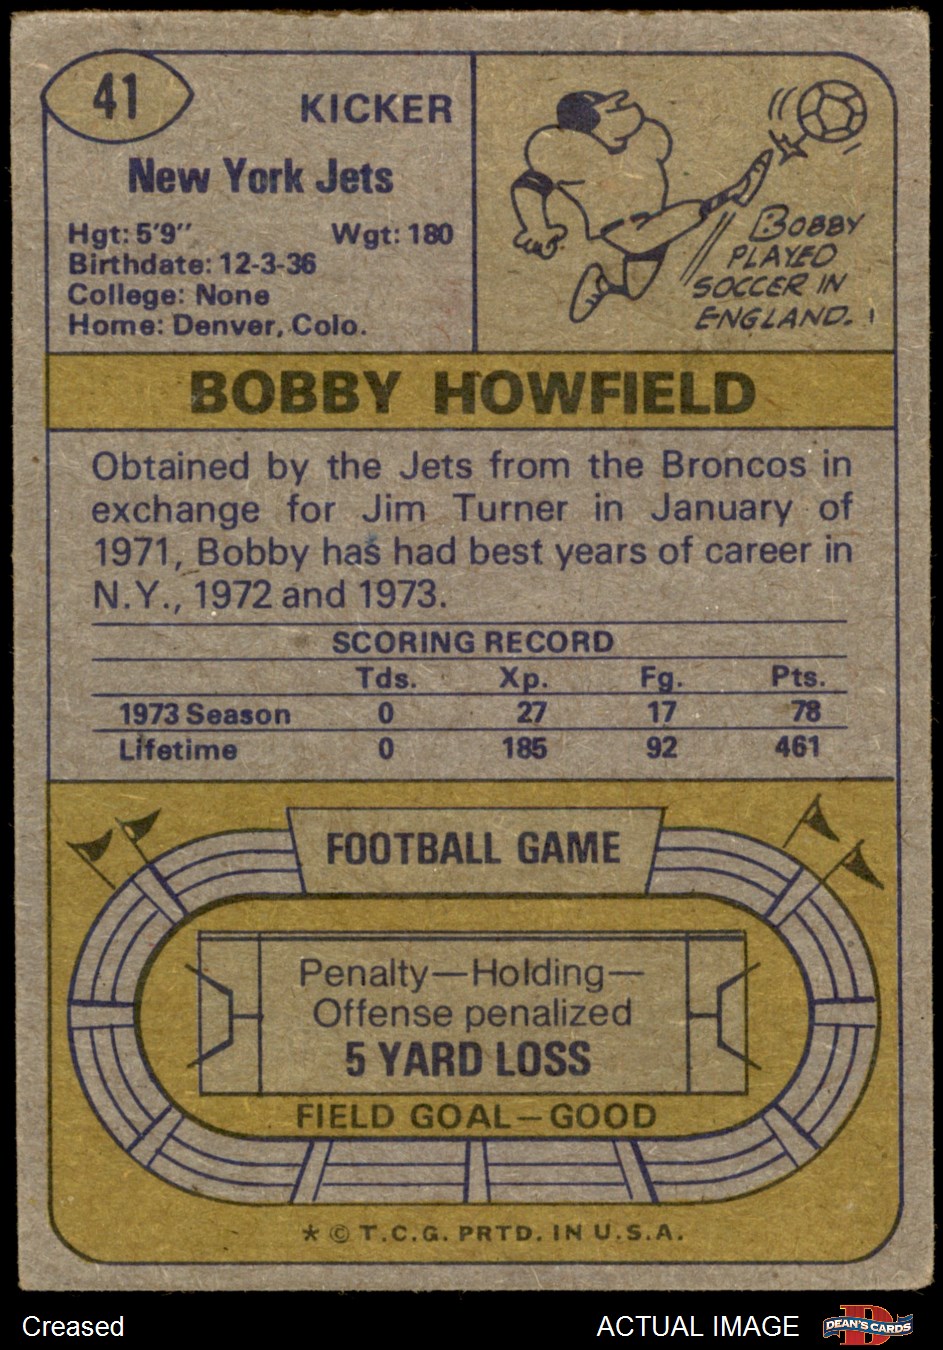 41
KICKER
New York Jets
Hgt: 5'9" Wgt: 180
Birthdate: 12-3-36
College: None
Home: Denver, Colo.
BOBBY
PLAYED
SOCCER IN
ENGLAND.
BOBBY HOWFIELD
Obtained by the Jets from the Broncos in
exchange for Jim Turner in January of
1971, Bobby has had best years of career in
N.Y., 1972 and 1973.
SCORING RECORD
Tds. Xp. Fg. Pts.
1973 Season 0 27 17 78
Lifetime 0 185 92 461
FOOTBALL GAME
Penalty—Holding—
Offense penalized
5 YARD LOSS
FIELD GOAL—GOOD
* © T.C.G. PRTD. IN U.S.A.
Creased
ACTUAL IMAGE
DEAN'S CARDS